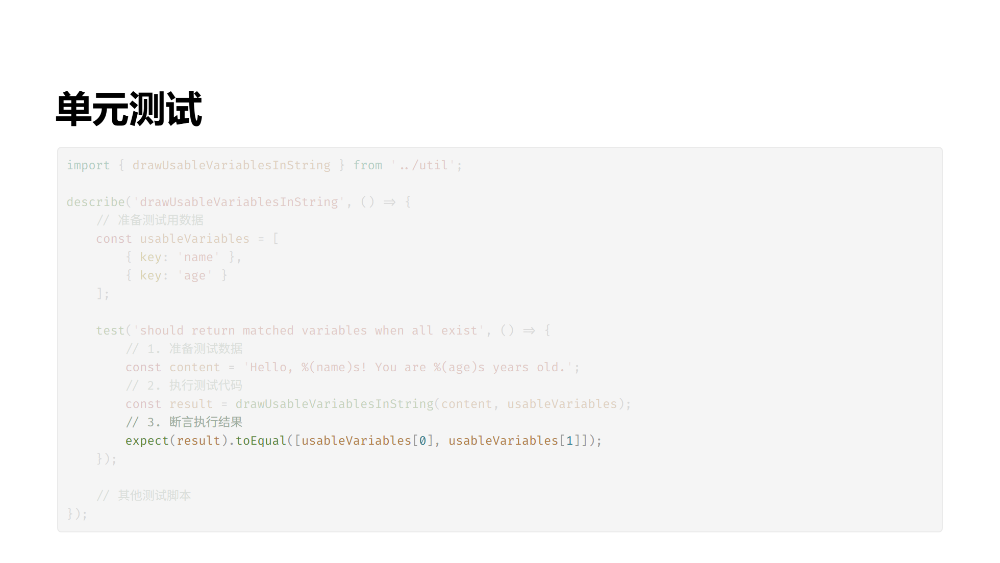 单元测试
import { drawUsableVariablesInString } from '../util';
describe('drawUsableVariablesInString', () => {
    // 准备测试用数据
    const usableVariables = [
        { key: 'name' },
        { key: 'age' }
    ];
    test('should return matched variables when all exist', () => {
        // 1. 准备测试数据
        const content = 'Hello, %(name)s! You are %(age)s years old.';
        // 2. 执行测试代码
        const result = drawUsableVariablesInString(content, usableVariables);
        // 3. 断言执行结果
        expect(result).toEqual([usableVariables[0], usableVariables[1]]);
    });
    // 其他测试脚本
});